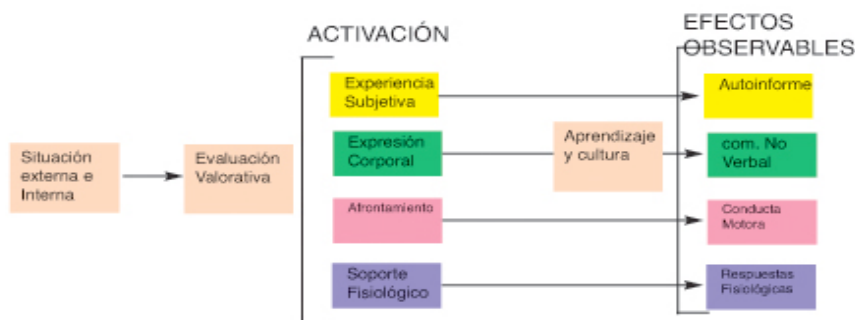 ACTIVACIÓN
EFECTOS
OBSERVABLES
Situación
externa e
Interna
Evaluación
Valorativa
Experiencia
Subjetiva
Autoinforme
Expresión
Corporal
Aprendizaje
y cultura
com. No
Verbal
Afrontamiento
Conducta
Motora
Soporte
Fisiológico
Respuestas
Fisiológicas